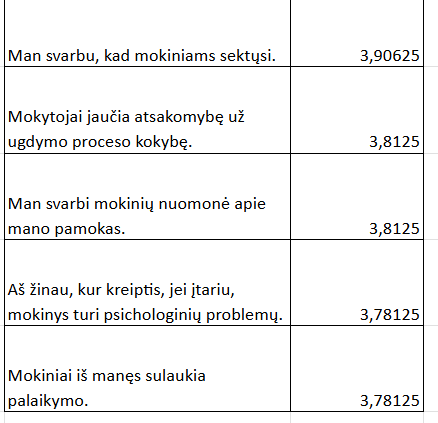 Man svarbu, kad mokiniams sektųsi. 3,90625
Mokytojai jaučia atsakomybę už
ugdymo proceso kokybę. 3,8125
Man svarbi mokinių nuomonė apie
mano pamokas. 3,8125
Aš žinau, kur kreiptis, jei įtariu,
mokinys turi psichologinių problemų. 3,78125
Mokiniai iš manęs sulaukia
palaikymo. 3,78125